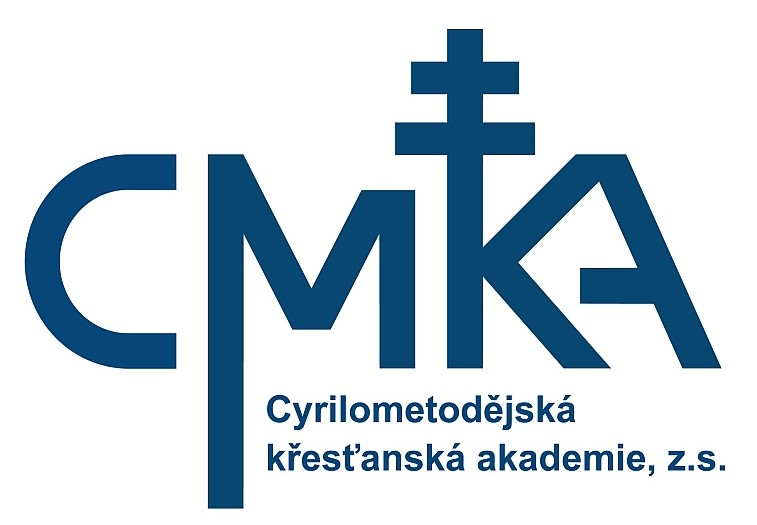 CMKA
Cyrilometodějská
křesťanská akademie, z.s.